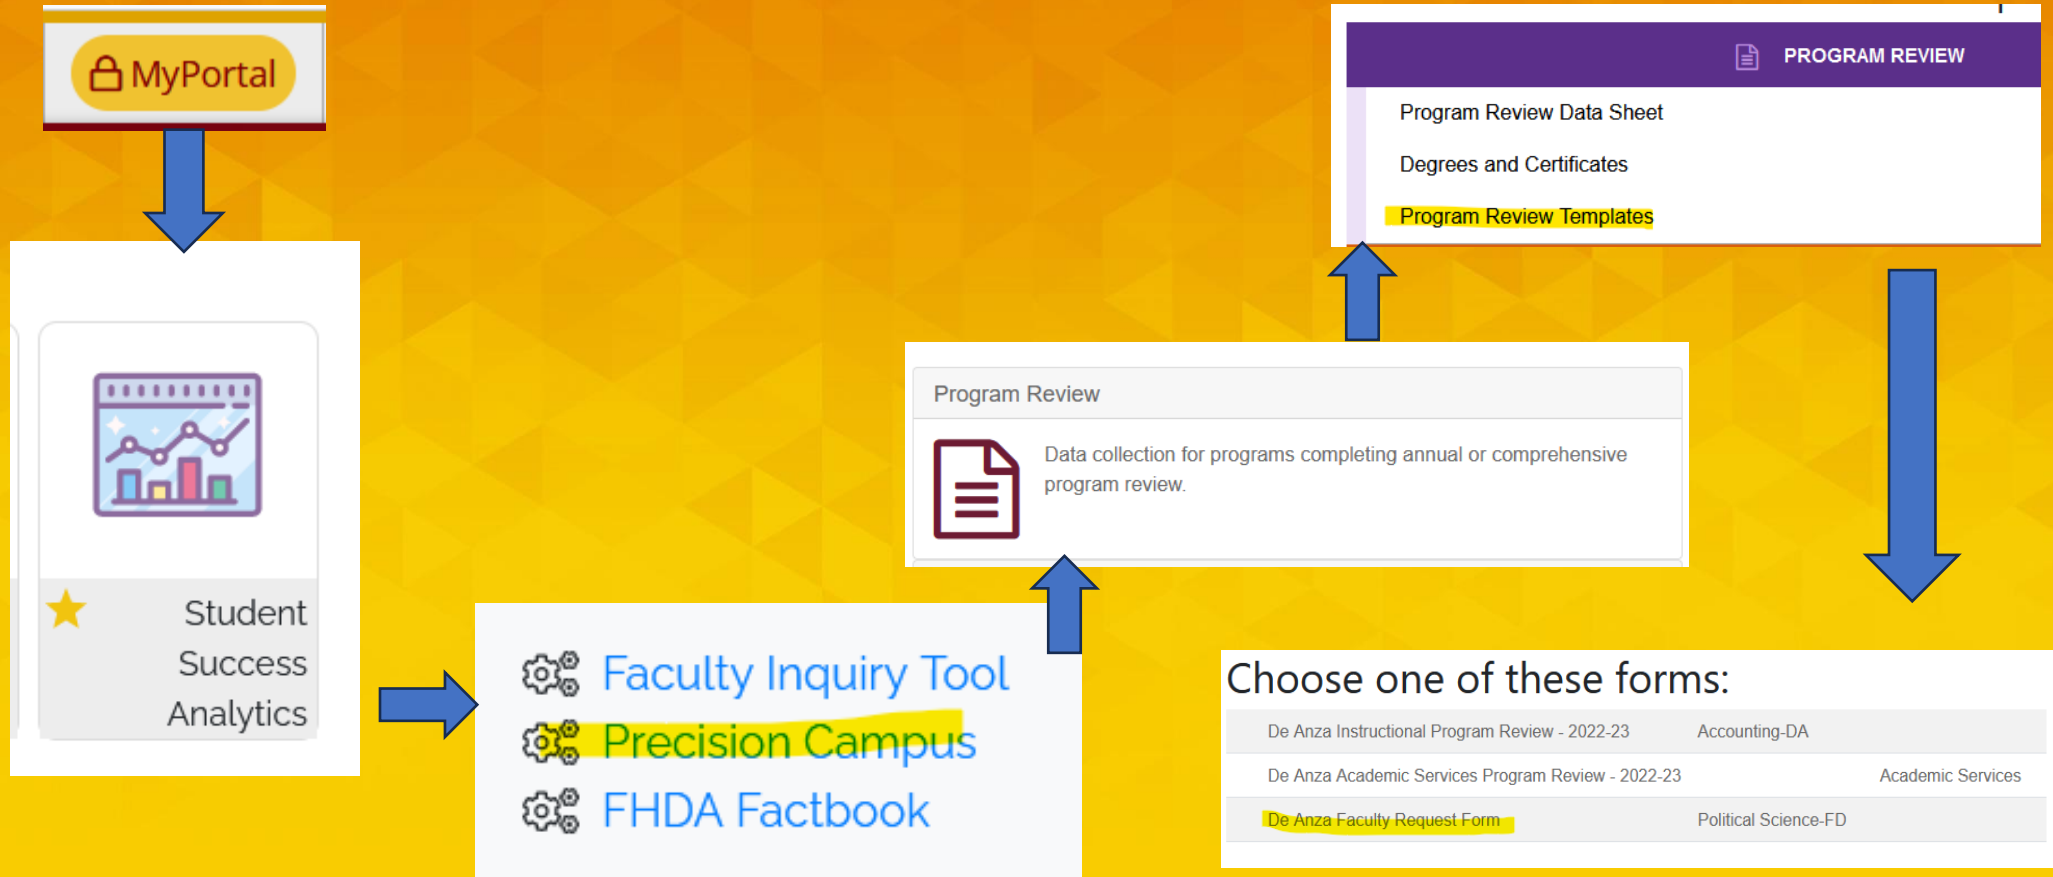 MyPortal
Student
Success
Analytics
Faculty Inquiry Tool
Precision Campus
FHDA Factbook
Program Review
Data collection for programs completing annual or comprehensive
program review.
PROGRAM REVIEW
Program Review Data Sheet
Degrees and Certificates
Program Review Templates
Choose one of these forms:
De Anza Instructional Program Review - 2022-23 Accounting-DA
De Anza Academic Services Program Review - 2022-23 Academic Services
De Anza Faculty Request Form Political Science-FD